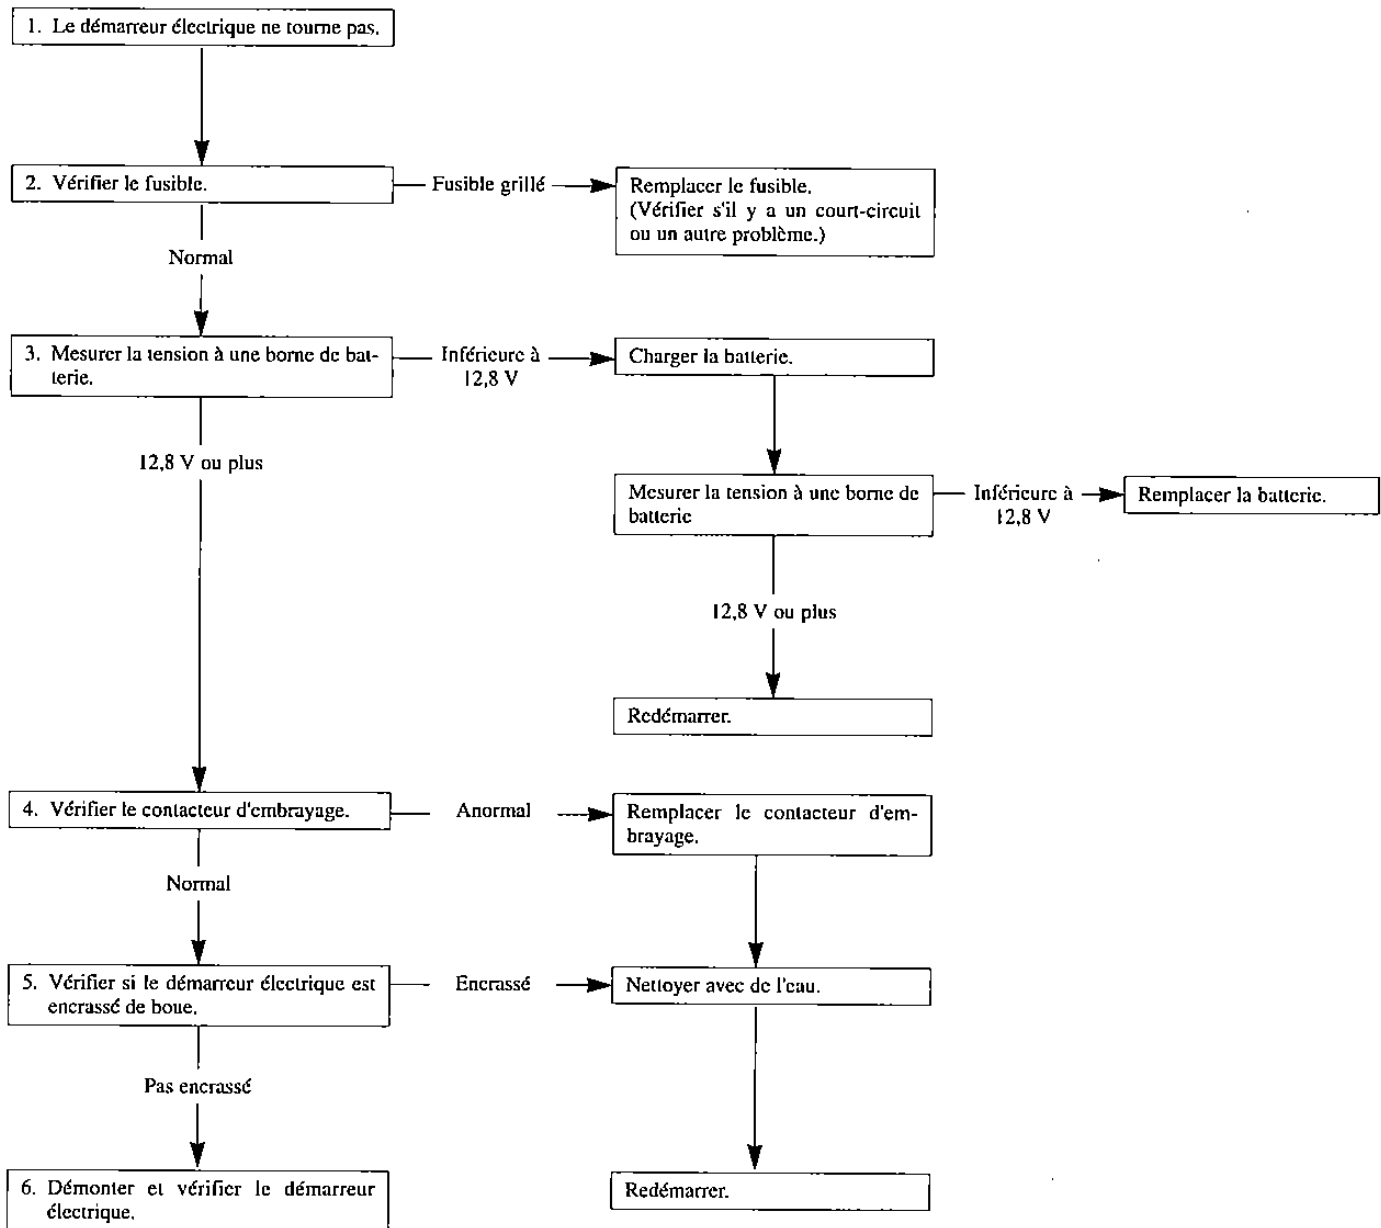 1. Le démarreur électrique ne tourne pas.
2. Vérifier le fusible.
Fusible grillé
Remplacer le fusible.
(Vérifier s'il y a un court-circuit
ou un autre problème.)
Normal
3. Mesurer la tension à une borne de bat-
terie.
Inférieure à
12,8 V
Charger la batterie.
12,8 V ou plus
Mesurer la tension à une borne de
batterie
Inférieure à
12,8 V
Remplacer la batterie.
12,8 V ou plus
Redémarrer.
4. Vérifier le contacteur d'embrayage.
Anormal
Remplacer le contacteur d'em-
brayage.
Normal
5. Vérifier si le démarreur électrique est
encrassé de boue.
Encrassé
Nettoyer avec de l'eau.
Pas encrassé
6. Démonter et vérifier le démarreur
électrique.
Redémarrer.